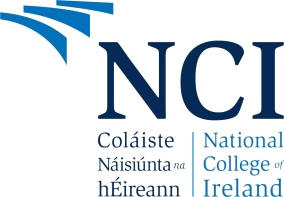 NCI
Coláiste
Náisiúnta na
hÉireann
National
College of
Ireland